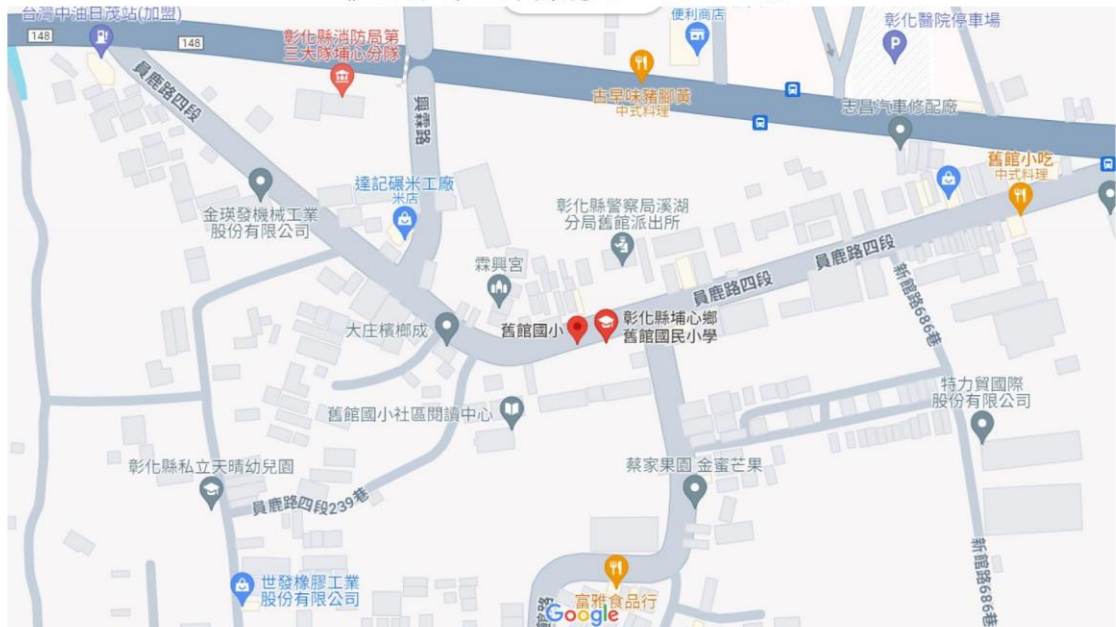 台灣中油日茂站(加盟)
148
148
彰化縣消防局第
三大隊埔心分隊
便利商店
彰化醫院停車場
員鹿路四段
興霖路
古早味豬腳黃
中式料理
志昌汽車修配廠
舊館小吃
中式料理
達記碾米工廠
米店
金瑛發機械工業
股份有限公司
彰化縣警察局溪湖
分局舊館派出所
霖興宮
員鹿路四段
員鹿路四段
新館路686巷
大庄檳榔成
舊館國小
彰化縣埔心鄉
舊館國民小學
特力貿國際
股份有限公司
舊館國小社區閱讀中心
彰化縣私立天晴幼兒園
蔡家果園 金蜜芒果
員鹿路四段239巷
新館路686巷
世發橡膠工業
股份有限公司
富雅食品行
Google